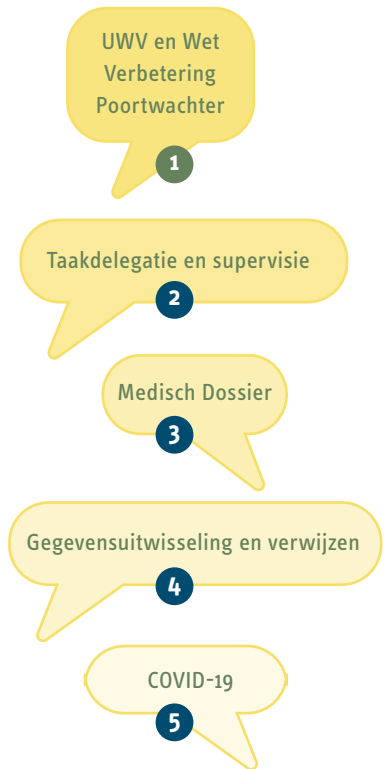 UWV en Wet
Verbetering
Poortwachter
1
Taakdelegatie en supervisie
2
Medisch Dossier
3
Gegevensuitwisseling en verwijzen
4
COVID-19
5